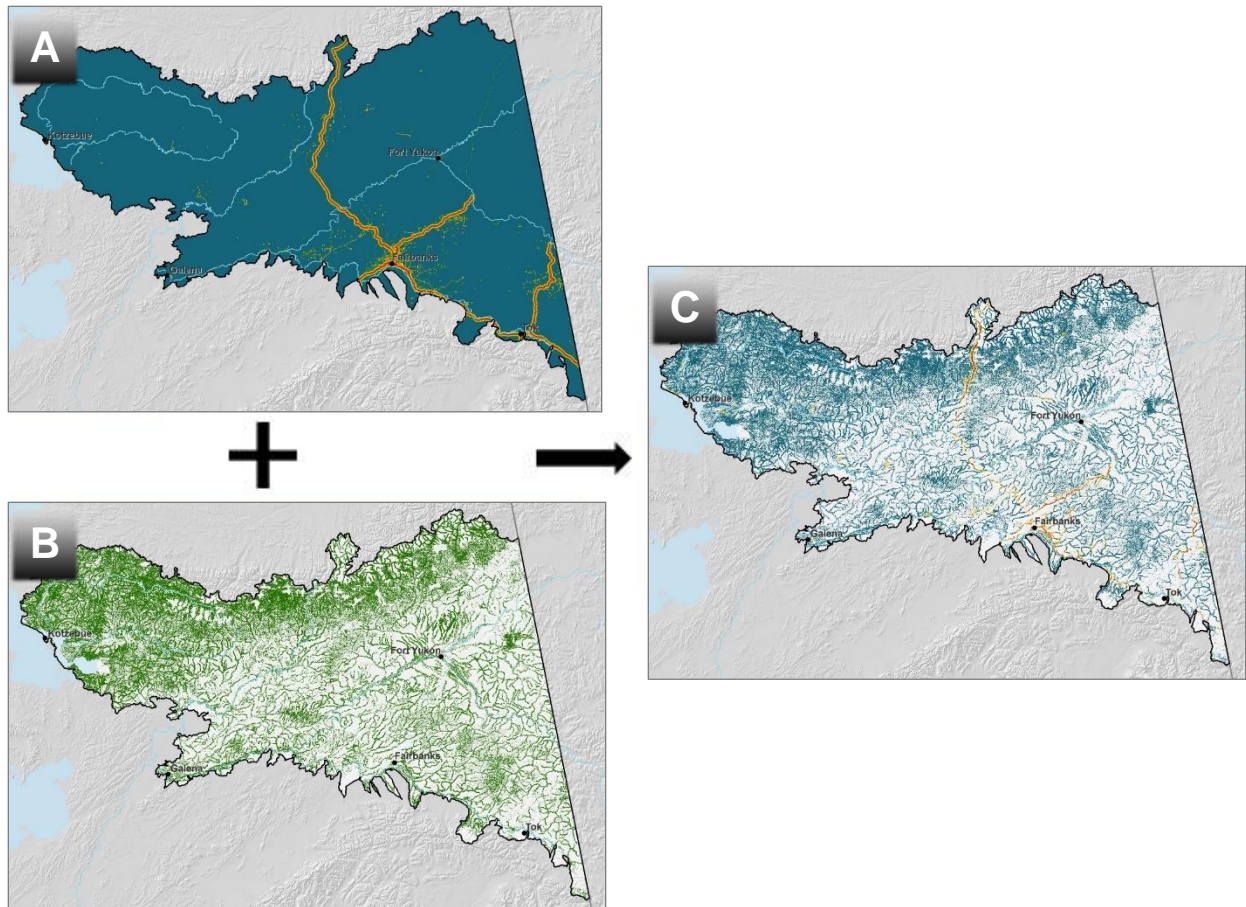 A
Kotzebue
Fort Yukon
Fairbanks
Galena
B
Kotzebue
Fort Yukon
Fairbanks
Galena
Tok
C
Kotzebue
Fort Yukon
Fairbanks
Galena
Tok